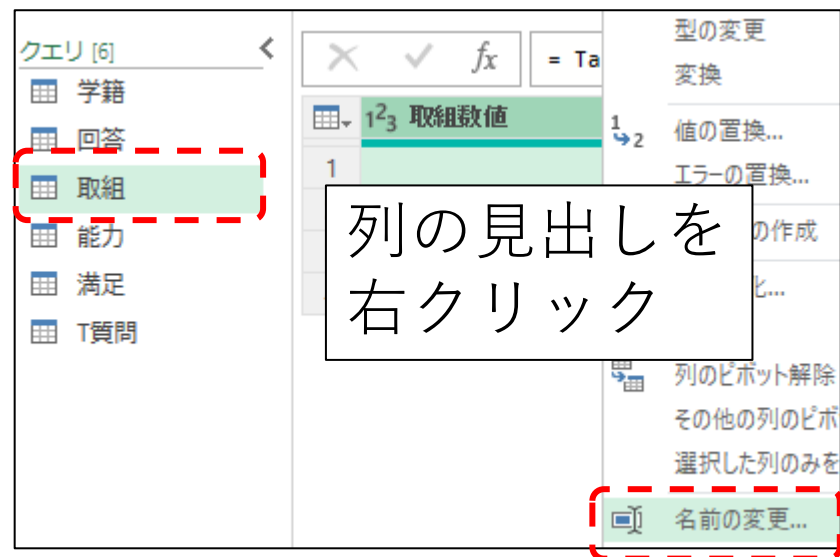 クエリ [6]
学籍
回答
取組
能力
満足
T質問
fx
= Ta
1²3 取組数値
1
列の見出しを
右クリック
型の変更
変換
1
2
値の置換...
エラーの置換...
の作成
化...
列のピボット解除
その他の列のピボ
選択した列のみを
名前の変更...